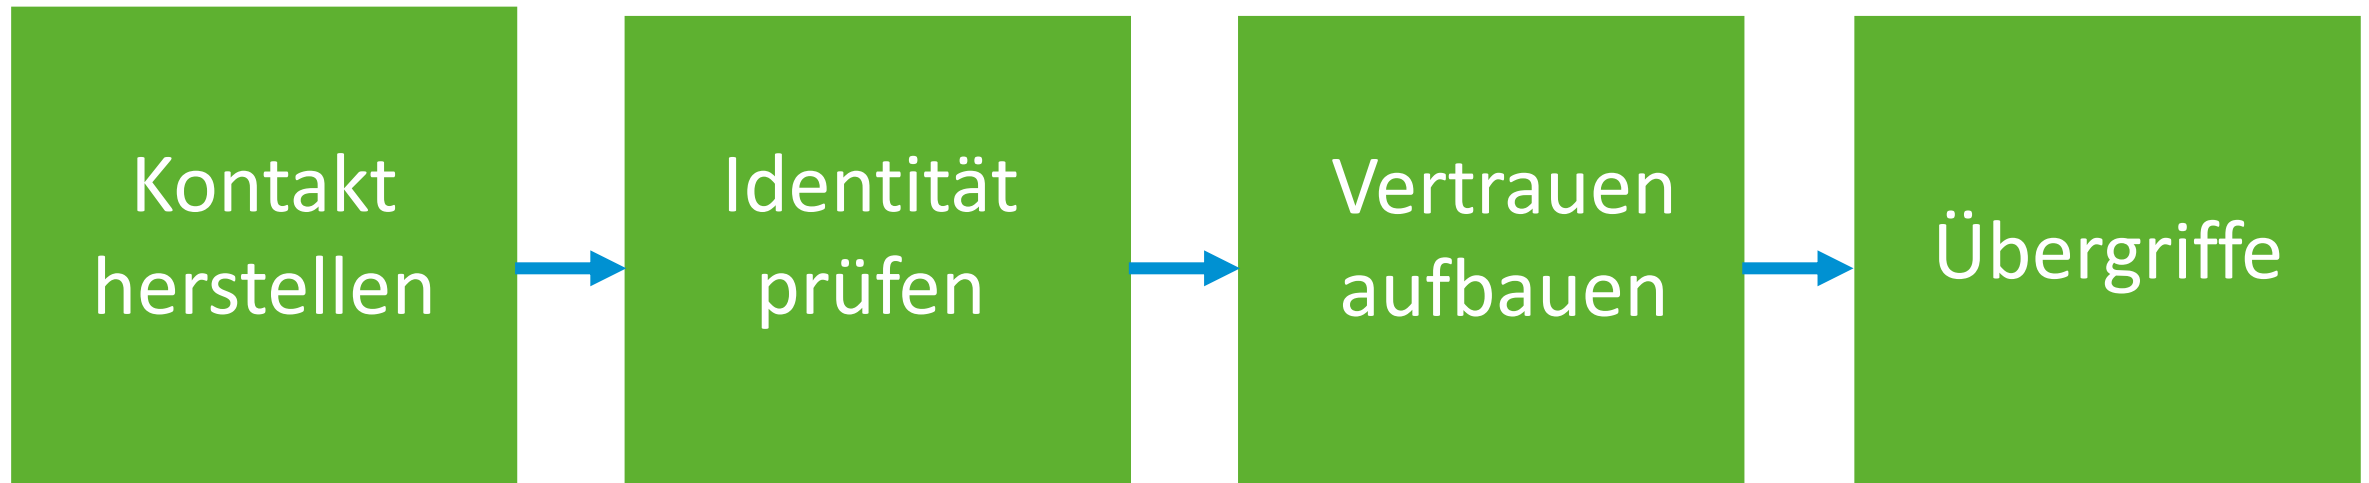 Kontakt
herstellen
Identität
prüfen
Vertrauen
aufbauen
Übergriffe